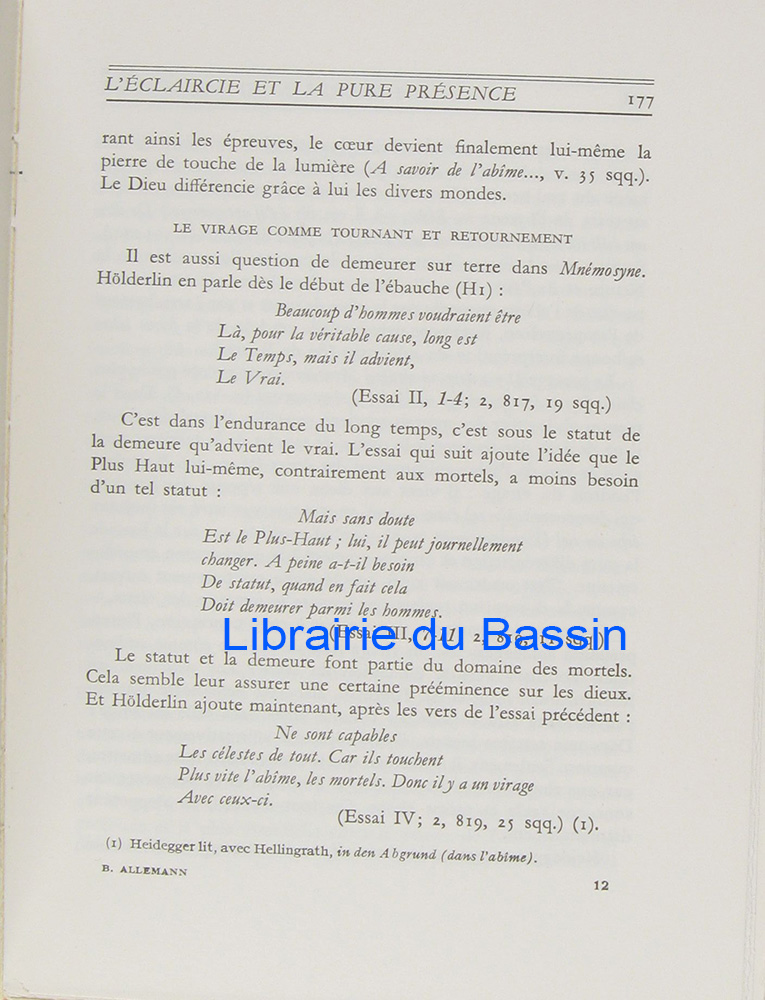 L'ÉCLAIRCIE ET LA PURE PRÉSENCE 177
rant ainsi les épreuves, le cœur devient finalement lui-même la
pierre de touche de la lumière (A savoir de l'abîme..., v. 35 sqq.).
Le Dieu différencie grâce à lui les divers mondes.
LE VIRAGE COMME TOURNANT ET RETOURNEMENT
Il est aussi question de demeurer sur terre dans Mnémosyne.
Hölderlin en parle dès le début de l'ébauche (H1) :
Beaucoup d'hommes voudraient être
Là, pour la véritable cause, long est
Le Temps, mais il advient,
Le Vrai.
(Essai II, 1-4; 2, 817, 19 sqq.)
C'est dans l'endurance du long temps, c'est sous le statut de
la demeure qu'advient le vrai. L'essai qui suit ajoute l'idée que le
Plus Haut lui-même, contrairement aux mortels, a moins besoin
d'un tel statut :
Mais sans doute
Est le Plus-Haut ; lui, il peut journellement
changer. A peine a-t-il besoin
De statut, quand en fait cela
Doit demeurer parmi les hommes.
(Essai III, 7-11 2, sqq.)
Librairie du Bassin
Le statut et la demeure font partie du domaine des mortels.
Cela semble leur assurer une certaine prééminence sur les dieux.
Et Hölderlin ajoute maintenant, après les vers de l'essai précédent :
Ne sont capables
Les célestes de tout. Car ils touchent
Plus vite l'abîme, les mortels. Donc il y a un virage
Avec ceux-ci.
(Essai IV; 2, 819, 25 sqq.) (1).
(1) Heidegger lit, avec Hellingrath, in den Abgrund (dans l'abîme).
B. ALLEMANN
12